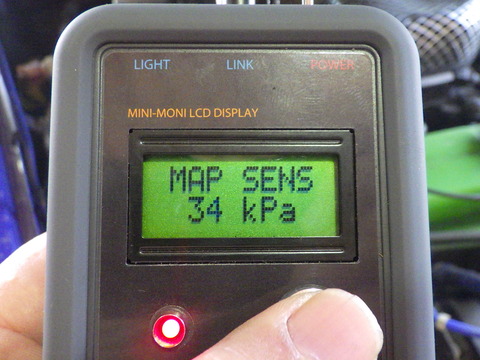 LIGHT LINK POWER
MINI-MONI LCD DISPLAY
MAP SENS
34 kPa